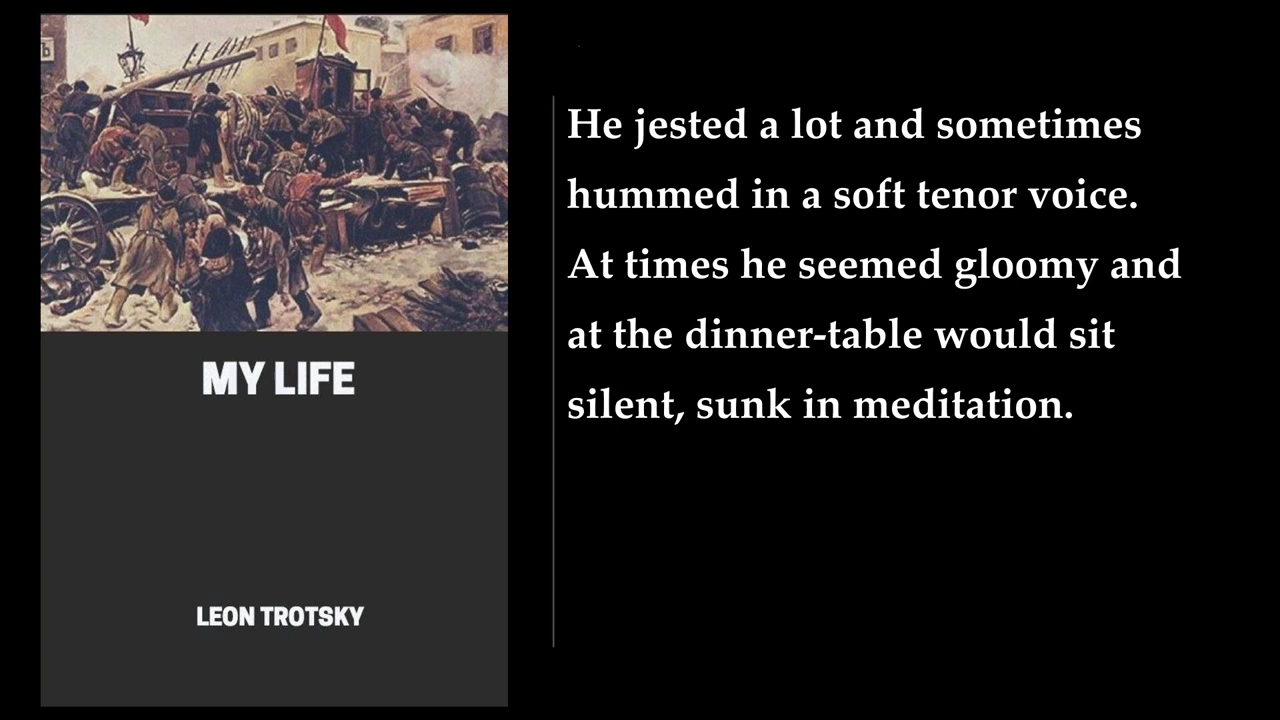 MY LIFE
LEON TROTSKY
He jested a lot and sometimes
hummed in a soft tenor voice.
At times he seemed gloomy and
at the dinner-table would sit
silent, sunk in meditation.